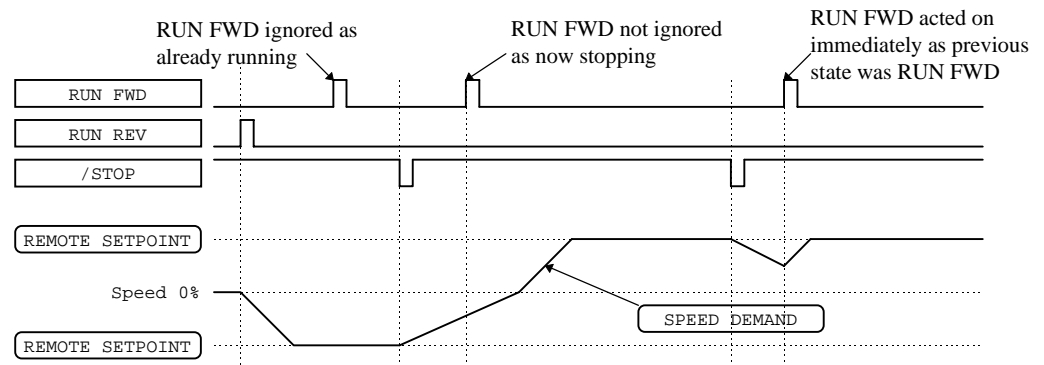 RUN FWD ignored as
already running
RUN FWD not ignored
as now stopping
RUN FWD acted on
immediately as previous
state was RUN FWD
RUN FWD
RUN REV
/STOP
REMOTE SETPOINT
Speed 0%
SPEED DEMAND
REMOTE SETPOINT